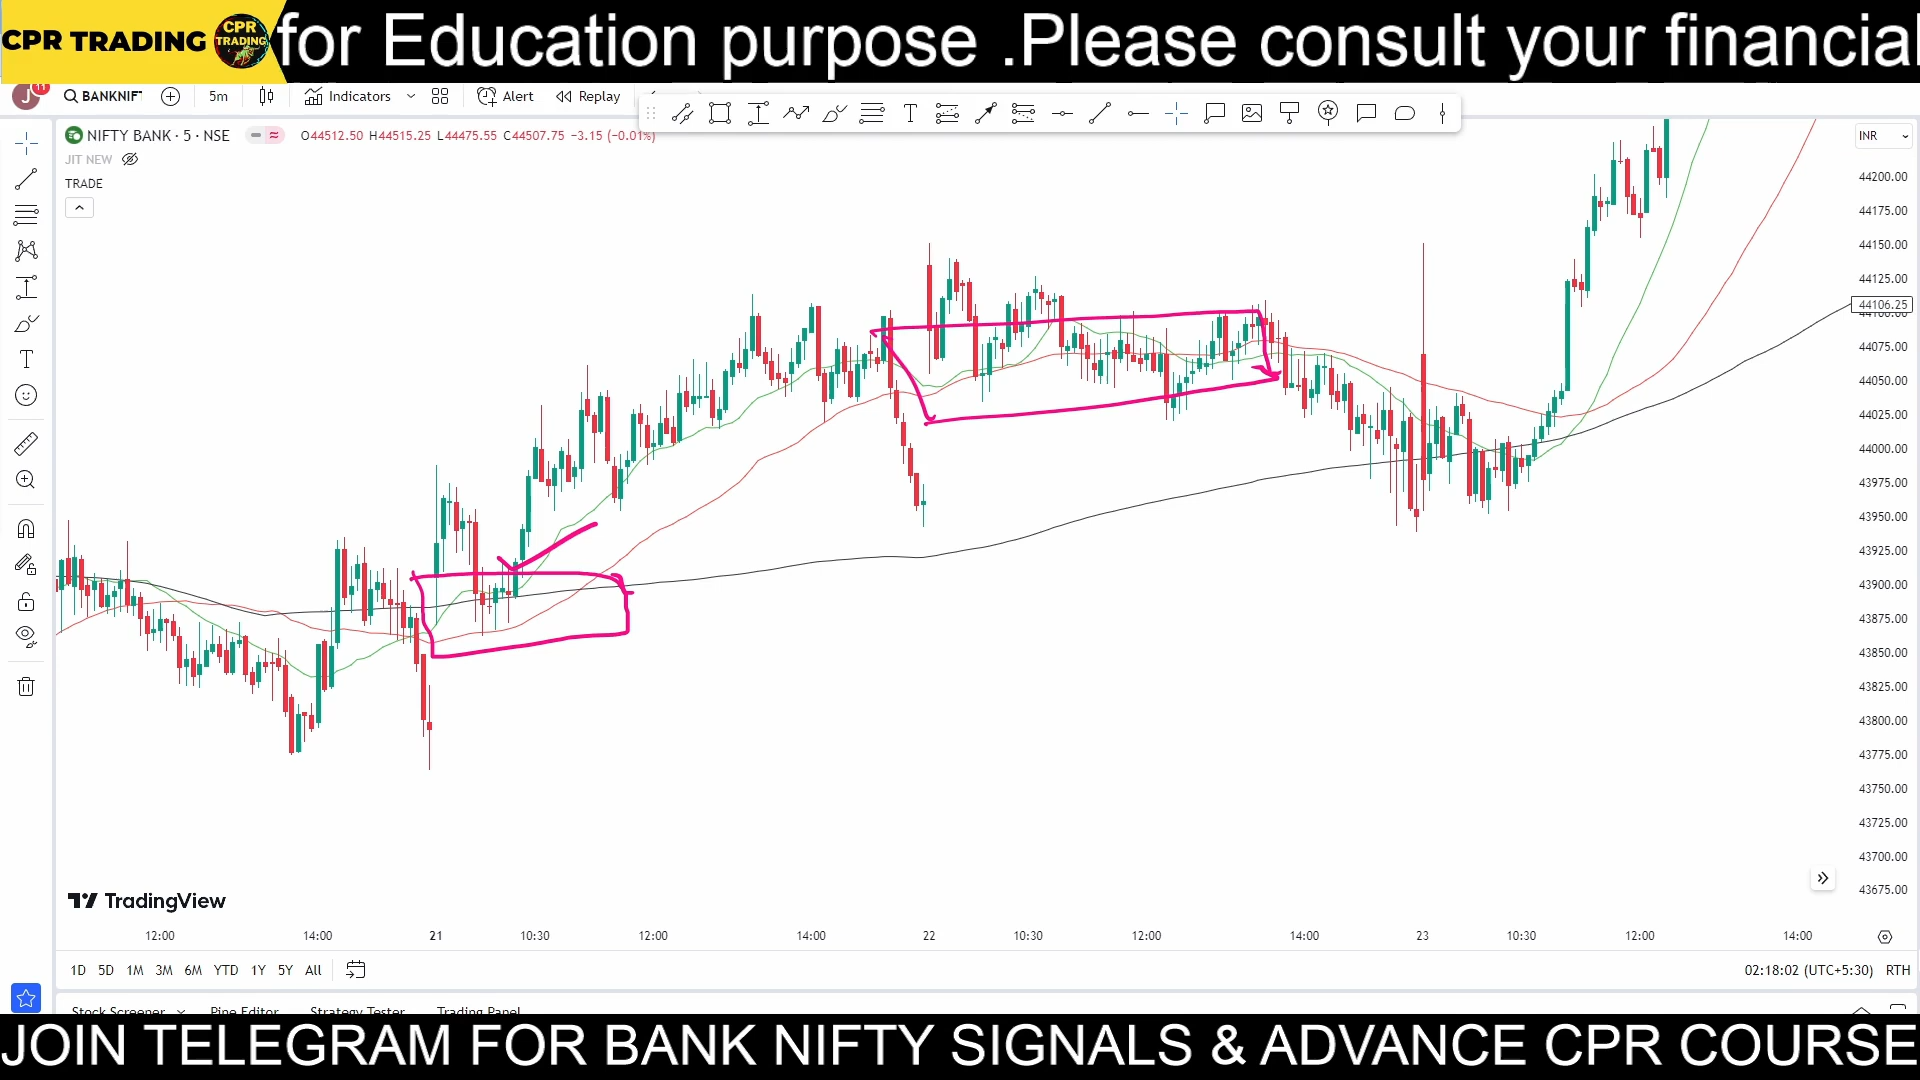 CPR TRADING
CPR
TRADING
for Education purpose .Please consult your financial
J
11
BANKNIF
5m
Indicators
Alert
Replay
NIFTY BANK · 5 · NSE
O44512.50 H44515.25 L44475.55 C44507.75 −3.15 (−0.01%)
JIT NEW
TRADE
INR
44200.00
44175.00
44150.00
44125.00
44106.25
44100.00
44075.00
44050.00
44025.00
44000.00
43975.00
43950.00
43925.00
43900.00
43875.00
43850.00
43825.00
43800.00
43775.00
43750.00
43725.00
43700.00
43675.00
TradingView
12:00 14:00 21 10:30 12:00 14:00 22 10:30 12:00 14:00 23 10:30 12:00 14:00
1D 5D 1M 3M 6M YTD 1Y 5Y All
02:18:02 (UTC+5:30) RTH
Stock Screener Pine Editor Strategy Tester Trading Panel
JOIN TELEGRAM FOR BANK NIFTY SIGNALS & ADVANCE CPR COURSE